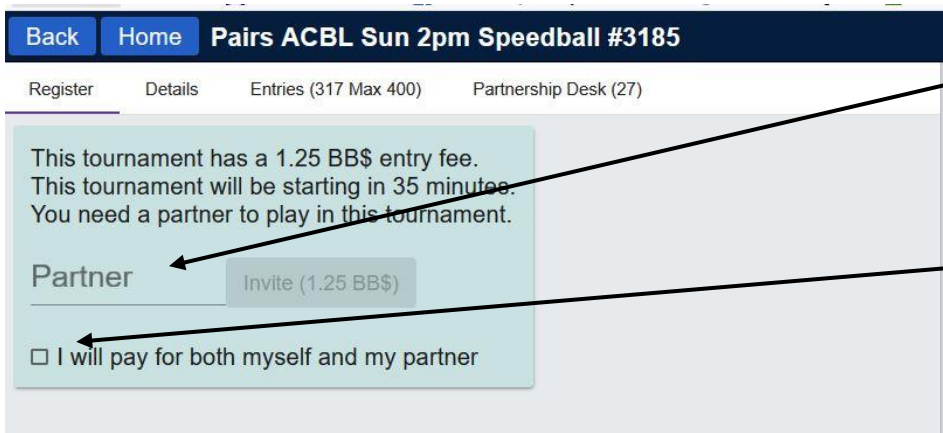 Back Home Pairs ACBL Sun 2pm Speedball #3185
Register Details Entries (317 Max 400) Partnership Desk (27)
This tournament has a 1.25 BB$ entry fee.
This tournament will be starting in 35 minutes.
You need a partner to play in this tournament.
Partner Invite (1.25 BB$)
I will pay for both myself and my partner